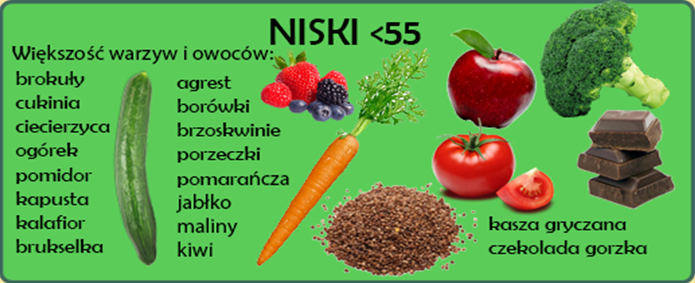 NISKI <55
Większość warzyw i owoców:
brokuły
cukinia
ciecierzyca
ogórek
pomidor
kapusta
kalafior
brukselka
agrest
borówki
brzoskwinie
porzeczki
pomarańcza
jabłko
maliny
kiwi
kasza gryczana
czekolada gorzka